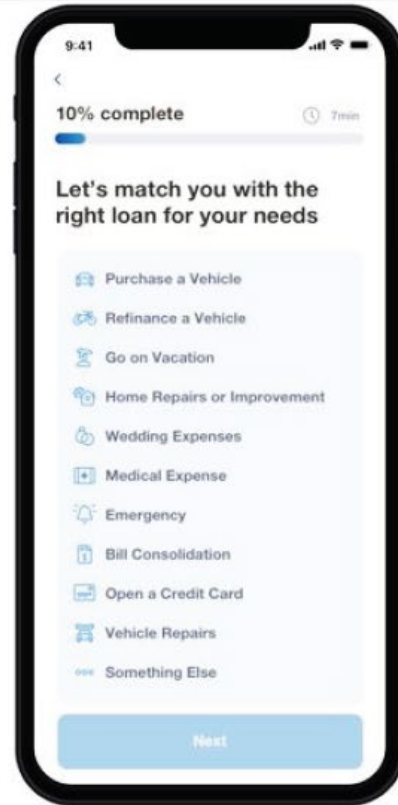 9:41
10% complete
7min
Let's match you with the
right loan for your needs
Purchase a Vehicle
Refinance a Vehicle
Go on Vacation
Home Repairs or Improvement
Wedding Expenses
Medical Expense
Emergency
Bill Consolidation
Open a Credit Card
Vehicle Repairs
Something Else
Next